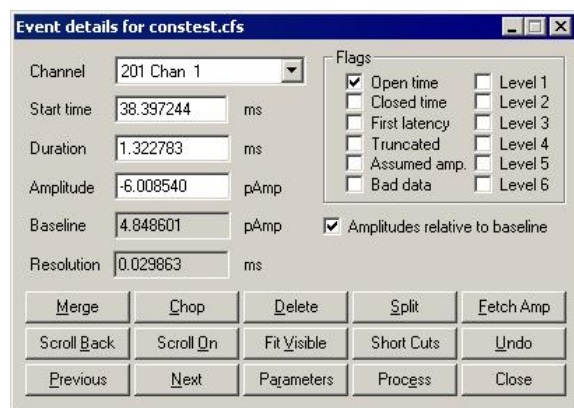 Event details for constest.cfs
Channel 201 Chan 1
Start time 38.397244 ms
Duration 1.322783 ms
Amplitude -6.008540 pAmp
Baseline 4.848601 pAmp
Resolution 0.029863 ms
Flags
Open time Level 1
Closed time Level 2
First latency Level 3
Truncated Level 4
Assumed amp. Level 5
Bad data Level 6
Amplitudes relative to baseline
Merge Chop Delete Split Fetch Amp
Scroll Back Scroll On Fit Visible Short Cuts Undo
Previous Next Parameters Process Close